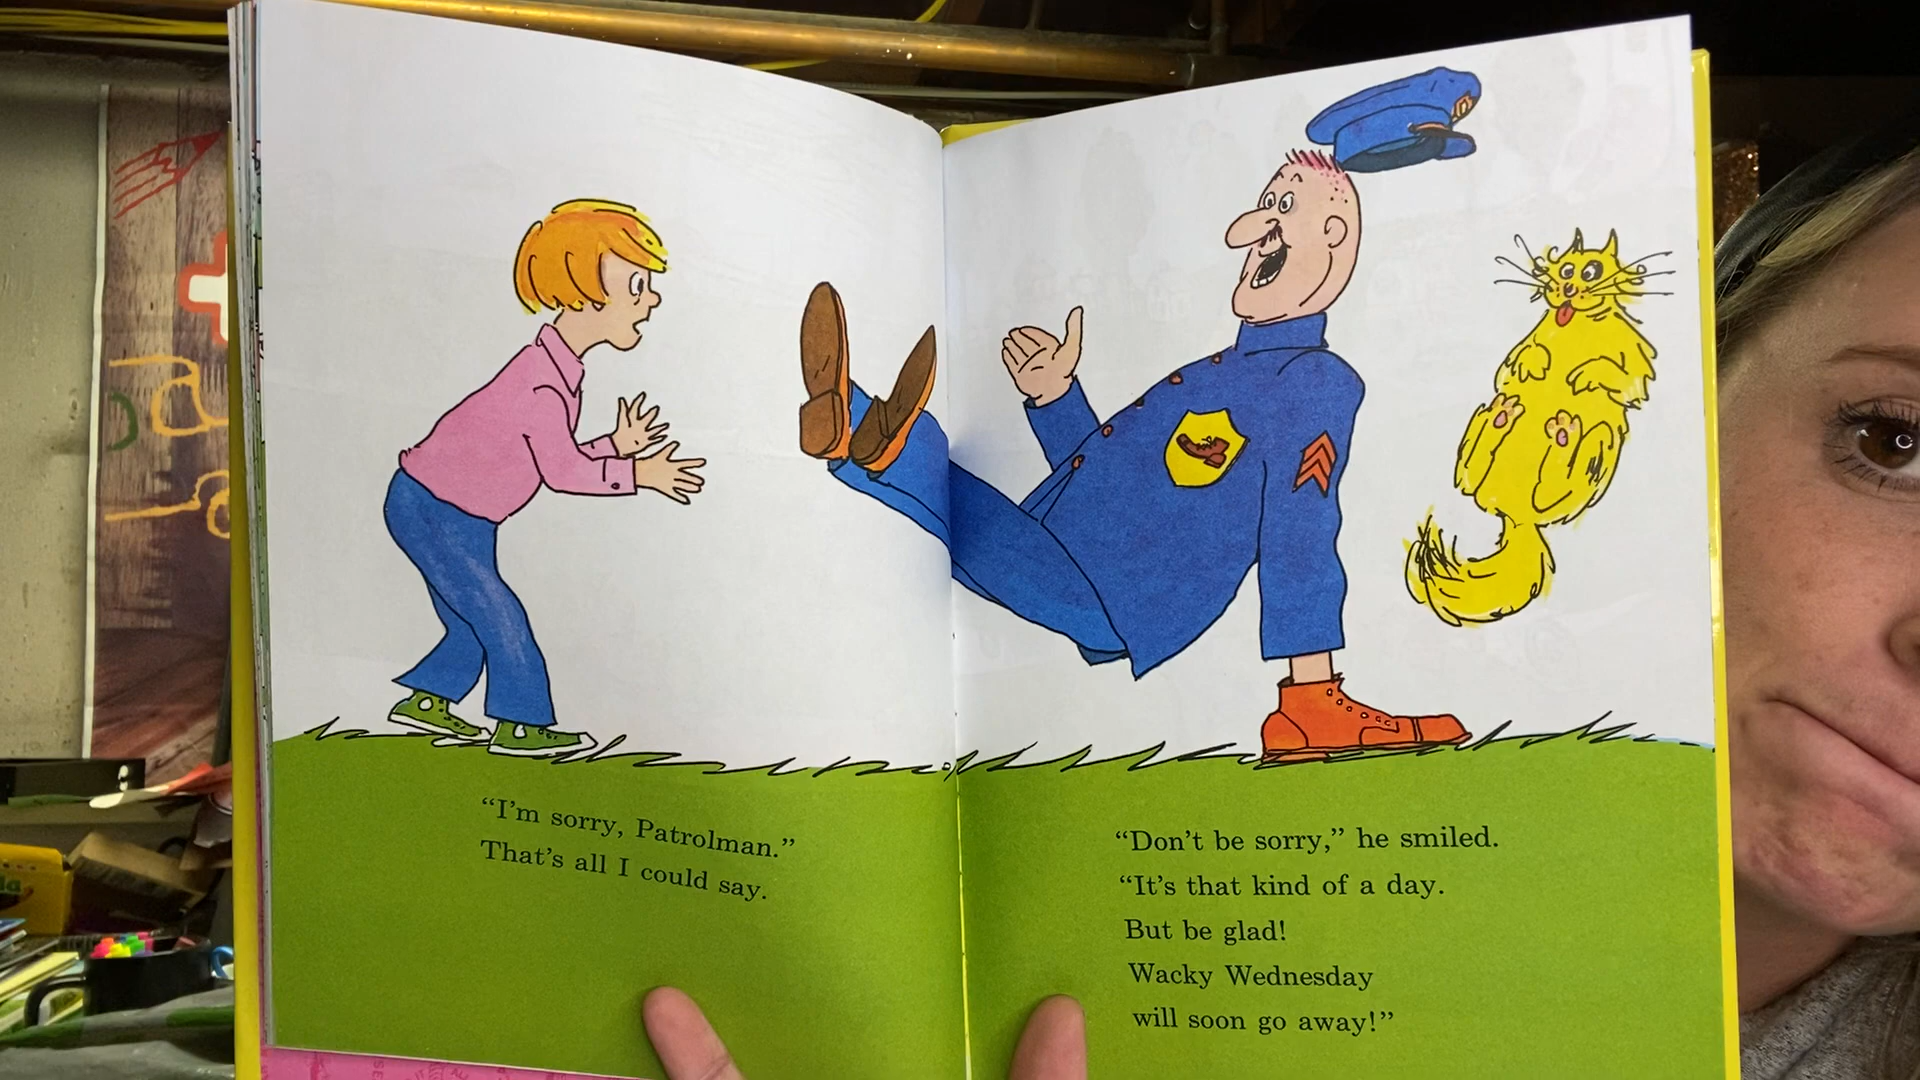 “I’m sorry, Patrolman.”
That’s all I could say.
“Don’t be sorry,” he smiled.
“It’s that kind of a day.
But be glad!
Wacky Wednesday
will soon go away!”